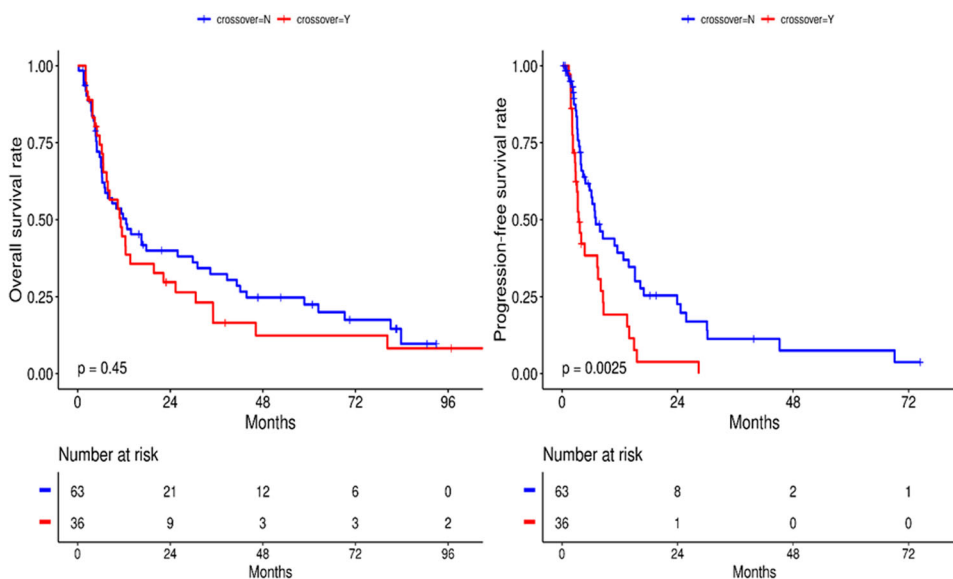 crossover=N crossover=Y
Overall survival rate
1.00
0.75
0.50
0.25
0.00
p = 0.45
0 24 48 72 96
Months
Number at risk
63 21 12 6 0
36 9 3 3 2
0 24 48 72 96
Months
crossover=N crossover=Y
Progression-free survival rate
1.00
0.75
0.50
0.25
0.00
p = 0.0025
0 24 48 72
Months
Number at risk
63 8 2 1
36 1 0 0
0 24 48 72
Months